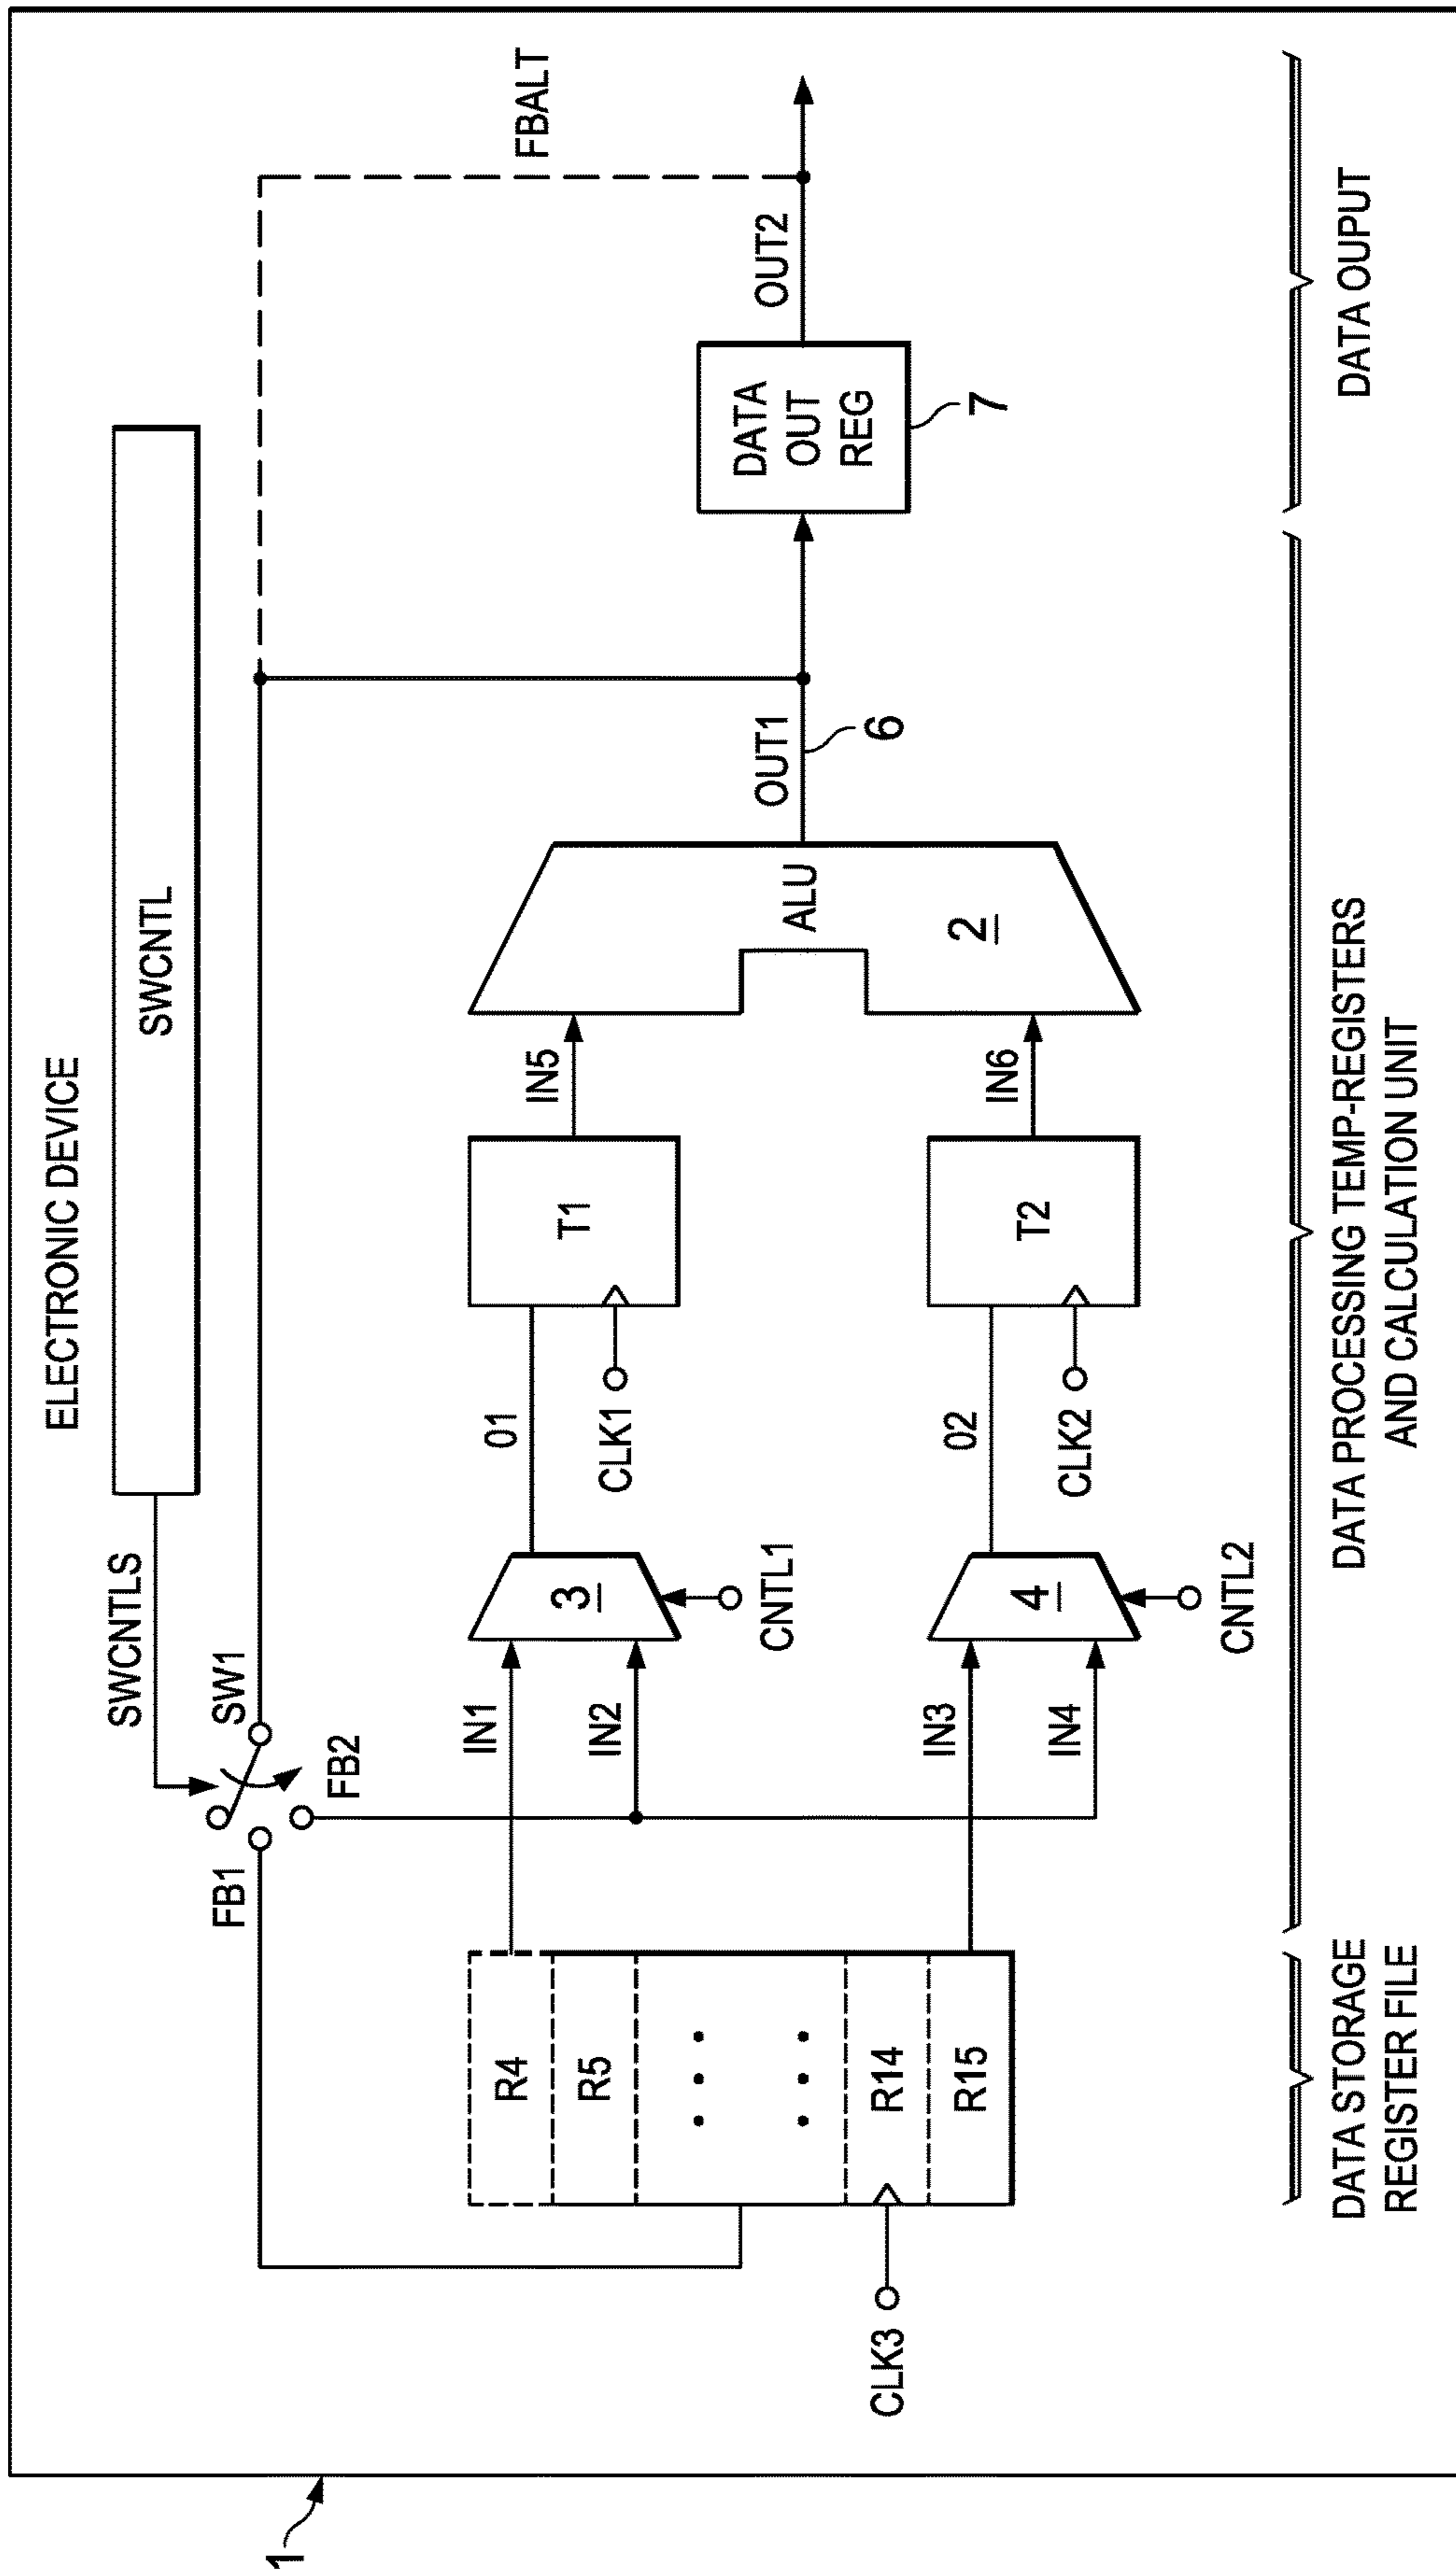 ELECTRONIC DEVICE
SWCNTL
SWCNTLS
SW1
FB1
FB2
FBALT
R4
R5
R14
R15
CLK3
IN1
IN2
IN3
IN4
3
4
CNTL1
CNTL2
01
02
CLK1
CLK2
T1
T2
IN5
IN6
ALU
2
OUT1
6
DATA
OUT
REG
7
OUT2
DATA STORAGE
REGISTER FILE
DATA PROCESSING TEMP-REGISTERS
AND CALCULATION UNIT
DATA OUPUT
1